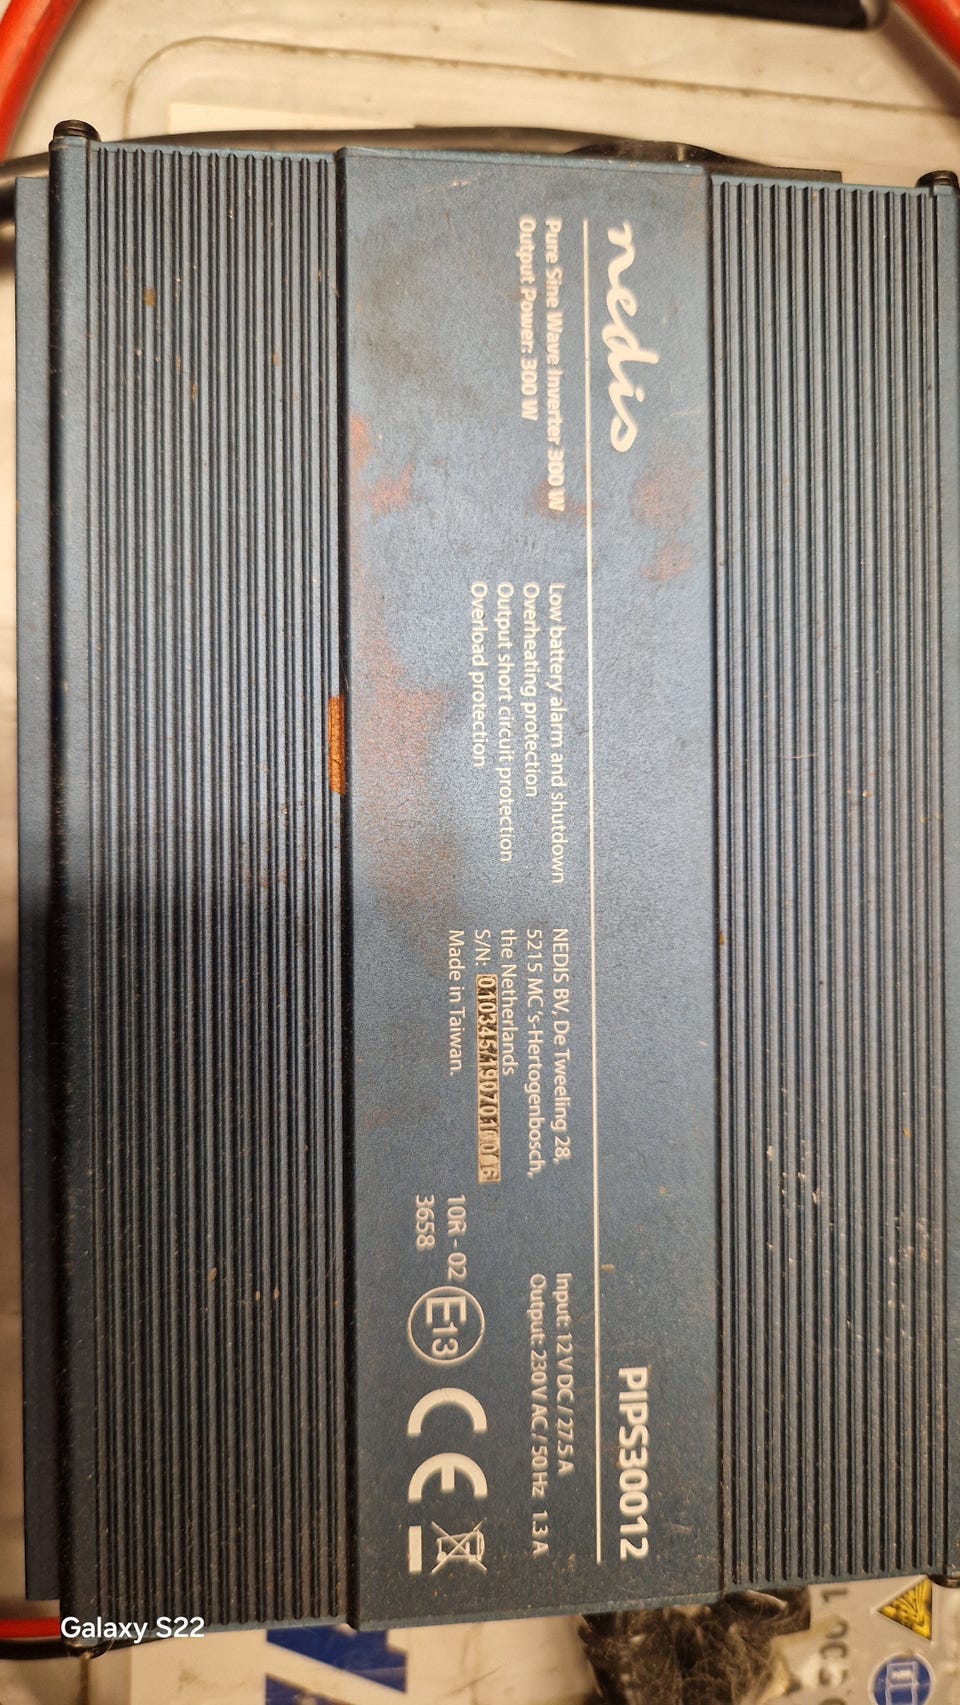 nedis
PIPS30012
Pure Sine Wave Inverter 300 W
Output Power: 300 W
Low battery alarm and shutdown
Overheating protection
Output short circuit protection
Overload protection
NEDIS BV, De Tweeling 28,
5215 MC 's-Hertogenbosch,
the Netherlands
S/N:
Made in Taiwan.
Input: 12 V DC / 27.5 A
Output: 230 V AC / 50 Hz 1.3 A
10R - 02
3658
E13
CE
Galaxy S22